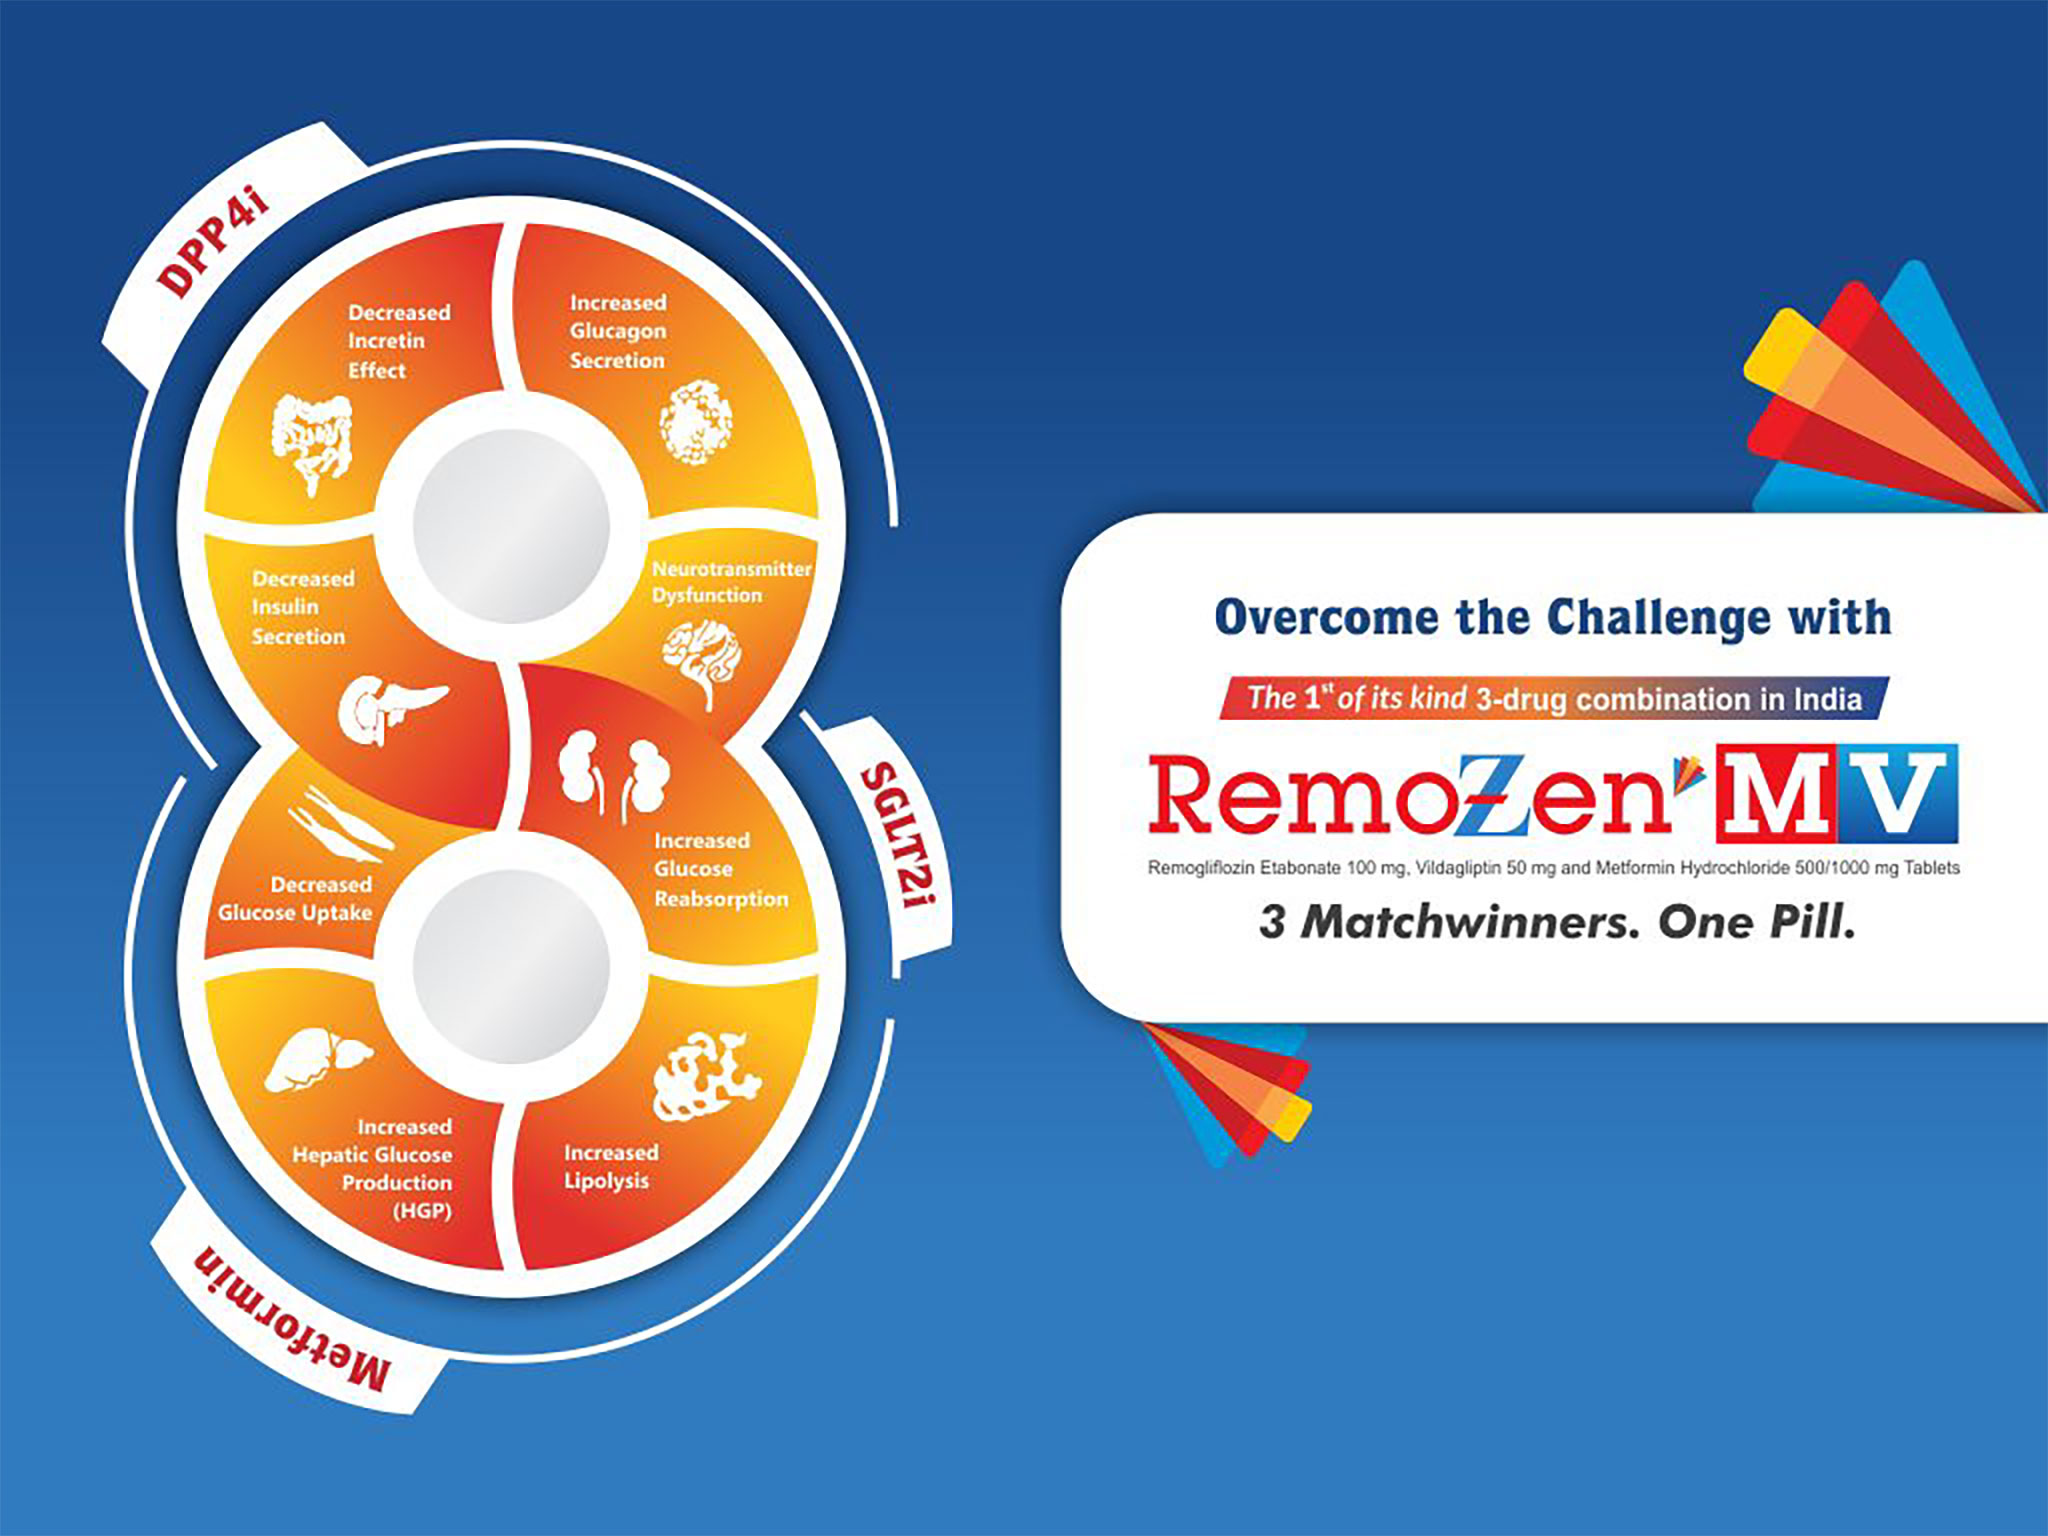 DPP4i
Decreased
Incretin
Effect
Increased
Glucagon
Secretion
Decreased
Insulin
Secretion
Neurotransmitter
Dysfunction
Decreased
Glucose Uptake
Increased
Glucose
Reabsorption
SGLT2i
Increased
Hepatic Glucose
Production
(HGP)
Increased
Lipolysis
Metformin
Overcome the Challenge with
The 1st of its kind 3-drug combination in India
RemoZen MV
Remogliflozin Etabonate 100 mg, Vildagliptin 50 mg and Metformin Hydrochloride 500/1000 mg Tablets
3 Matchwinners. One Pill.